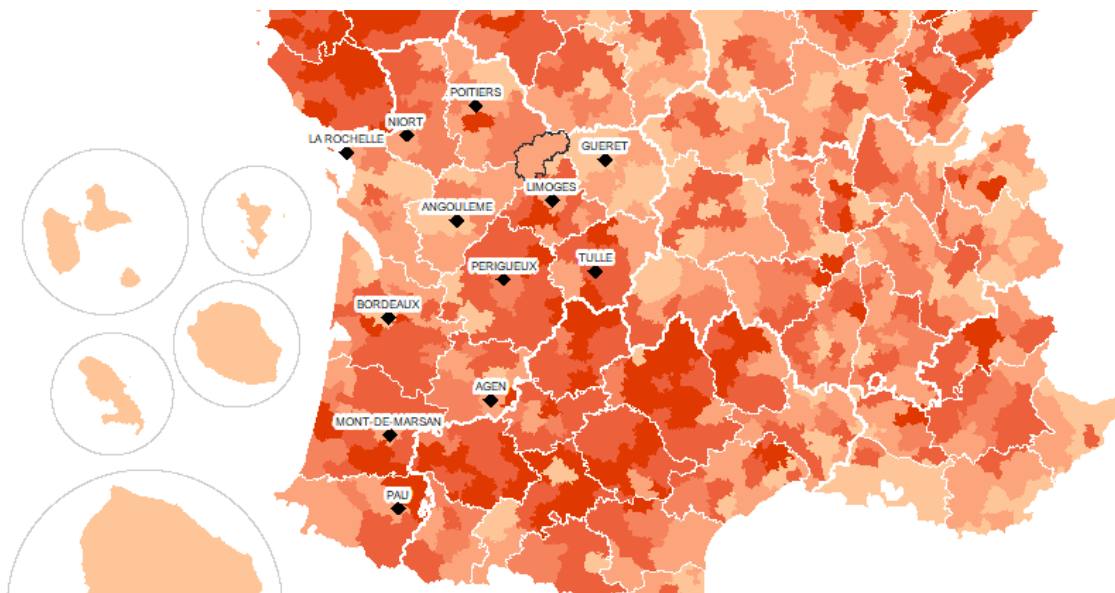 POITIERS
NIORT
LA ROCHELLE
GUERET
LIMOGES
ANGOULEME
TULLE
PERIGUEUX
BORDEAUX
AGEN
MONT-DE-MARSAN
PAU